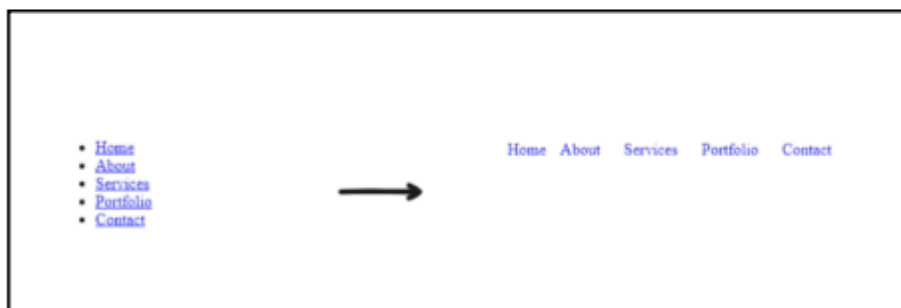 Home
About
Services
Portfolio
Contact
Home About Services Portfolio Contact